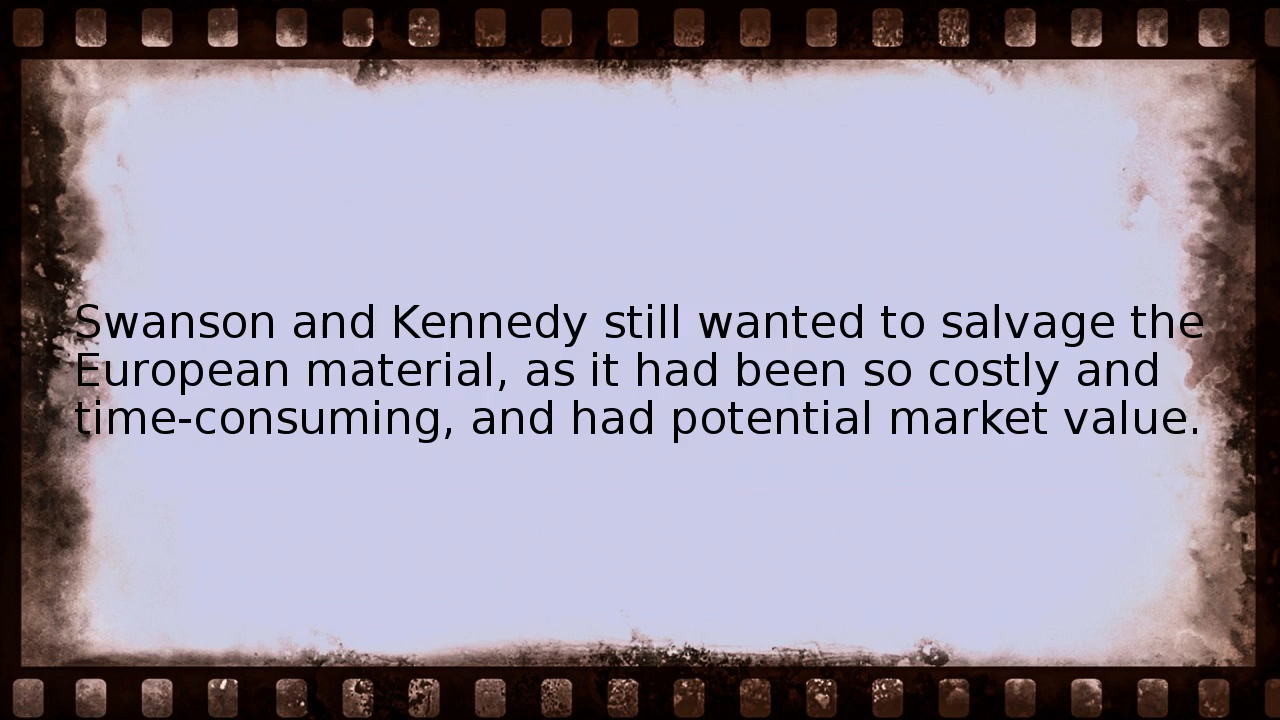 Swanson and Kennedy still wanted to salvage the
European material, as it had been so costly and
time-consuming, and had potential market value.